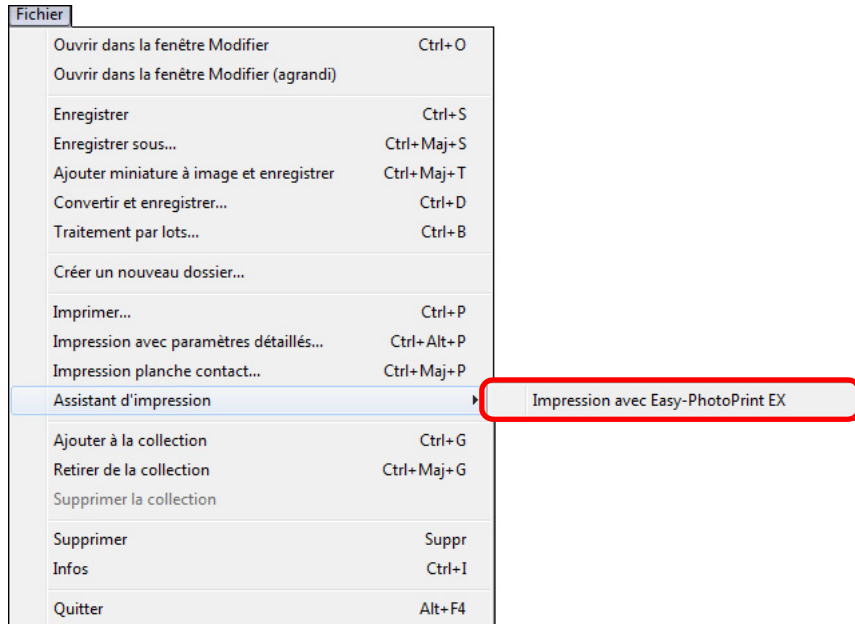 Fichier
Ouvrir dans la fenêtre Modifier Ctrl+O
Ouvrir dans la fenêtre Modifier (agrandi)
Enregistrer Ctrl+S
Enregistrer sous... Ctrl+Maj+S
Ajouter miniature à image et enregistrer Ctrl+Maj+T
Convertir et enregistrer... Ctrl+D
Traitement par lots... Ctrl+B
Créer un nouveau dossier...
Imprimer... Ctrl+P
Impression avec paramètres détaillés... Ctrl+Alt+P
Impression planche contact... Ctrl+Maj+P
Assistant d'impression Impression avec Easy-PhotoPrint EX
Ajouter à la collection Ctrl+G
Retirer de la collection Ctrl+Maj+G
Supprimer la collection
Supprimer Suppr
Infos Ctrl+I
Quitter Alt+F4